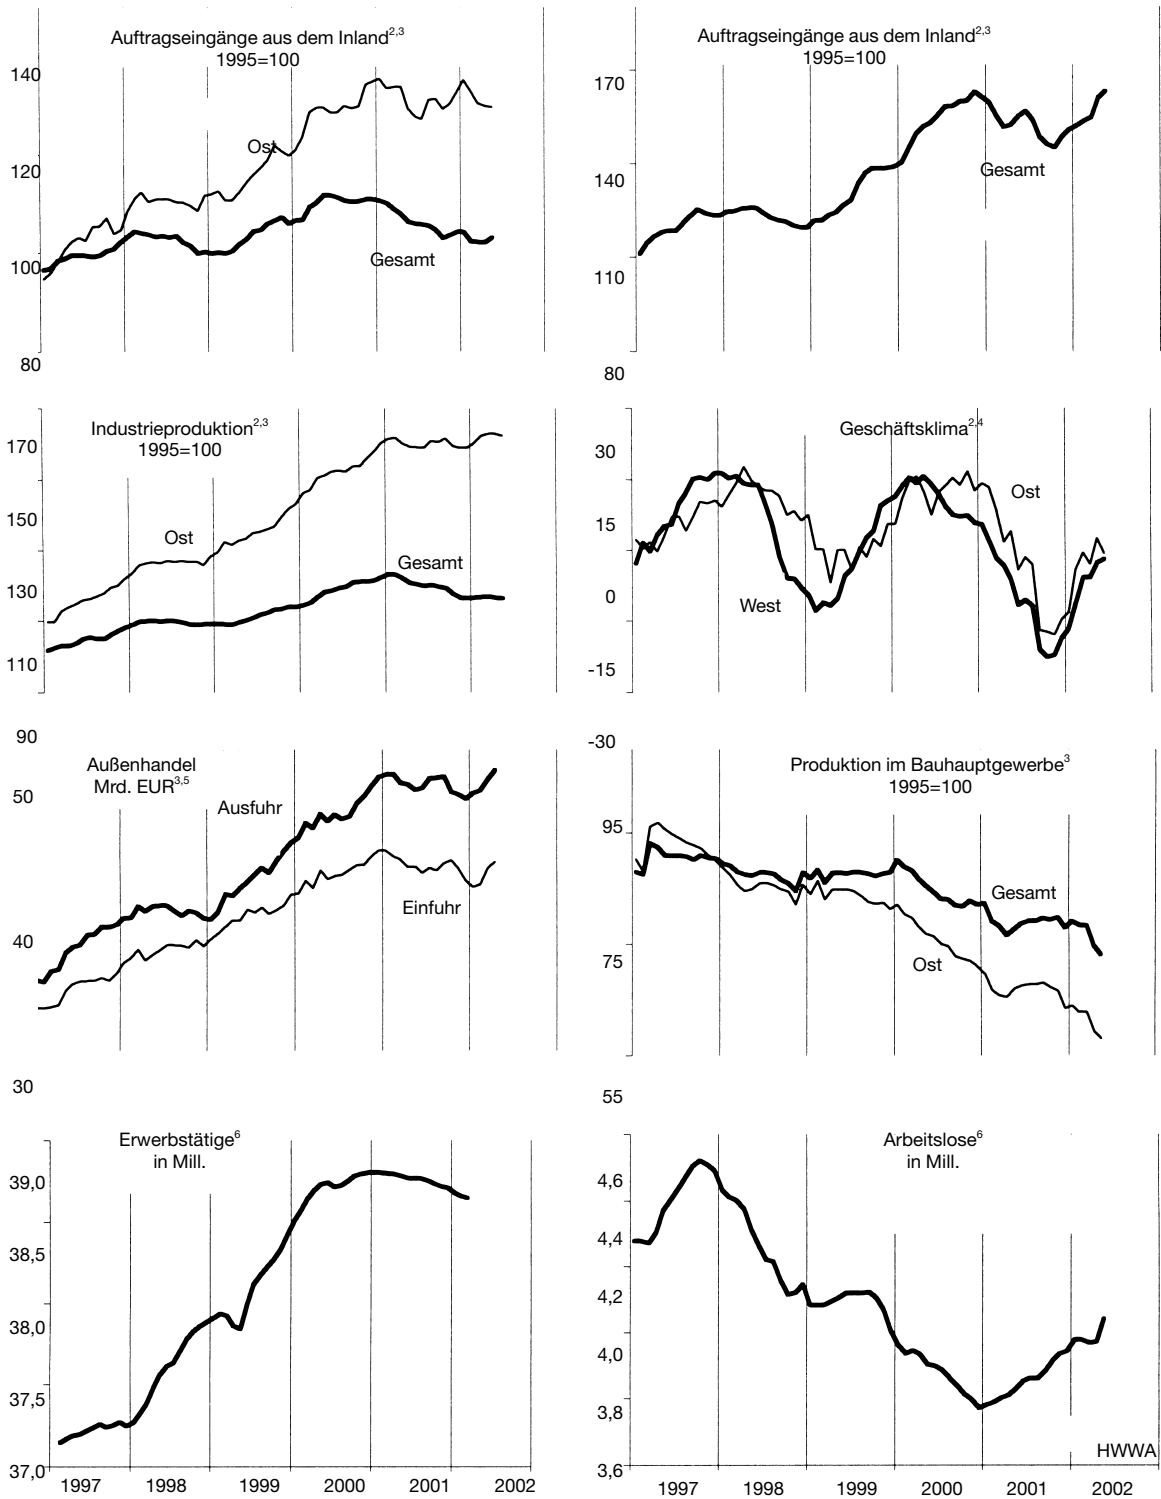 Auftragseingänge aus dem Inland2,3
1995=100
140
120
100
80
Ost
Gesamt
Auftragseingänge aus dem Inland2,3
1995=100
170
140
110
80
Gesamt
Industrieproduktion2,3
1995=100
170
150
130
110
90
Ost
Gesamt
Geschäftsklima2,4
30
15
0
-15
-30
Ost
West
Außenhandel
Mrd. EUR3,5
50
40
30
Ausfuhr
Einfuhr
Produktion im Bauhauptgewerbe3
1995=100
95
75
55
Gesamt
Ost
Erwerbstätige6
in Mill.
39,0
38,5
38,0
37,5
37,0
1997 1998 1999 2000 2001 2002
Arbeitslose6
in Mill.
4,6
4,4
4,2
4,0
3,8
3,6
HWWA
1997 1998 1999 2000 2001 2002